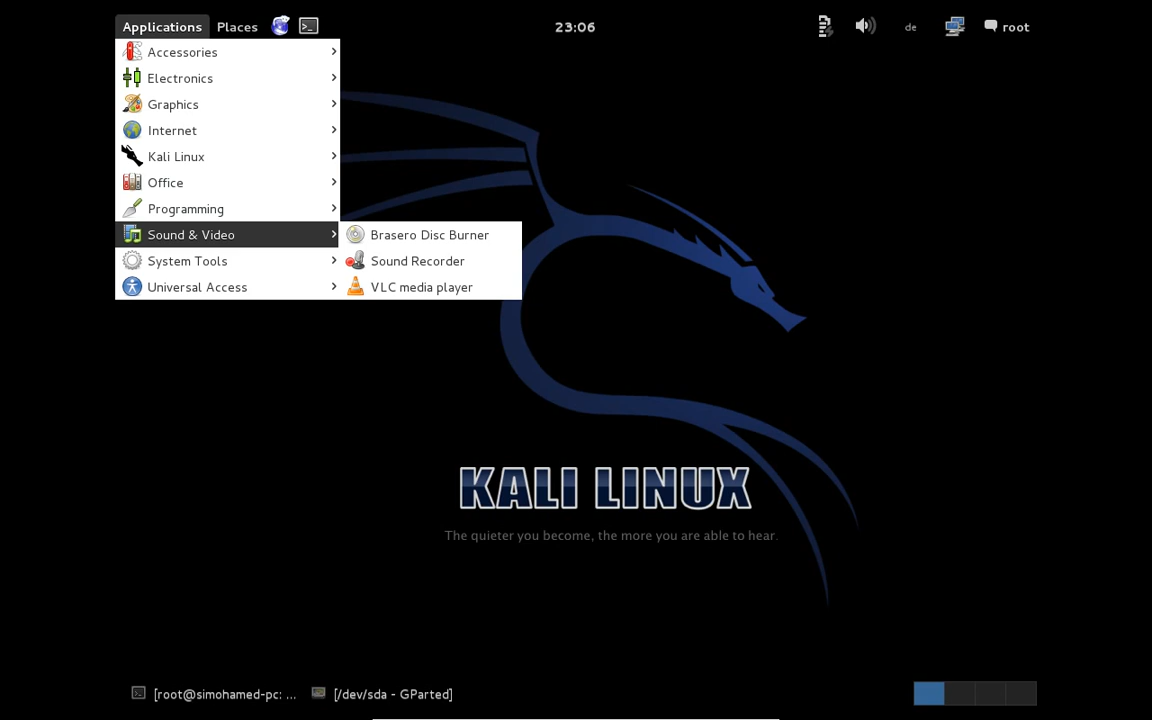 Applications Places 23:06 de root
Accessories
Electronics
Graphics
Internet
Kali Linux
Office
Programming
Sound & Video
System Tools
Universal Access
Brasero Disc Burner
Sound Recorder
VLC media player
KALI LINUX
The quieter you become, the more you are able to hear.
[root@simohamed-pc: ... [/dev/sda - GParted]